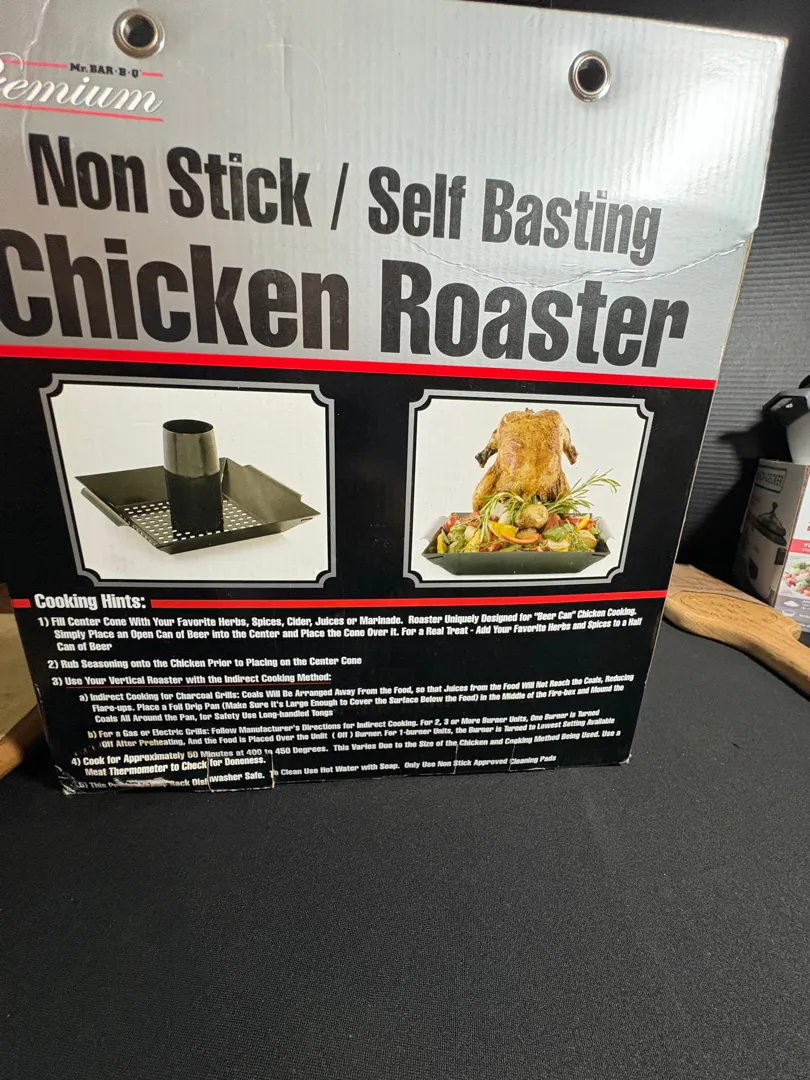 Mr. BAR·B·Q
remium
Non Stick / Self Basting
Chicken Roaster
Cooking Hints:
1) Fill Center Cone With Your Favorite Herbs, Spices, Cider, Juices or Marinade. Roaster Uniquely Designed for "Beer Can" Chicken Cooking.
Simply Place an Open Can of Beer into the Center and Place the Cone Over it. For a Real Treat - Add Your Favorite Herbs and Spices to a Half
Can of Beer
2) Rub Seasoning onto the Chicken Prior to Placing on the Center Cone
3) Use Your Vertical Roaster with the Indirect Cooking Method:
a) Indirect Cooking for Charcoal Grills: Coals Will Be Arranged Away From the Food, so that Juices from the Food Will Not Reach the Coals, Reducing
Flare-ups. Place a Foil Drip Pan (Make Sure It's Large Enough to Cover the Surface Below the Food) in the Middle of the Fire-box and Mound the
Coals All Around the Pan, for Safety Use Long-handled Tongs
b) For a Gas or Electric Grills: Follow Manufacturer's Directions for Indirect Cooking. For 2, 3 or More Burner Units, One Burner is Turned
Off After Preheating, And the Food is Placed Over the Unit ( Off ) Burner. For 1-burner Units, the Burner is Turned to Lowest Setting Available
4) Cook for Approximately 50 Minutes at 400 to 450 Degrees. This Varies Due to the Size of the Chicken and Cooking Method Being Used. Use a
Meat Thermometer to Check for Doneness.
5) This Rack Dishwasher Safe. To Clean Use Hot Water with Soap. Only Use Non Stick Approved Cleaning Pads